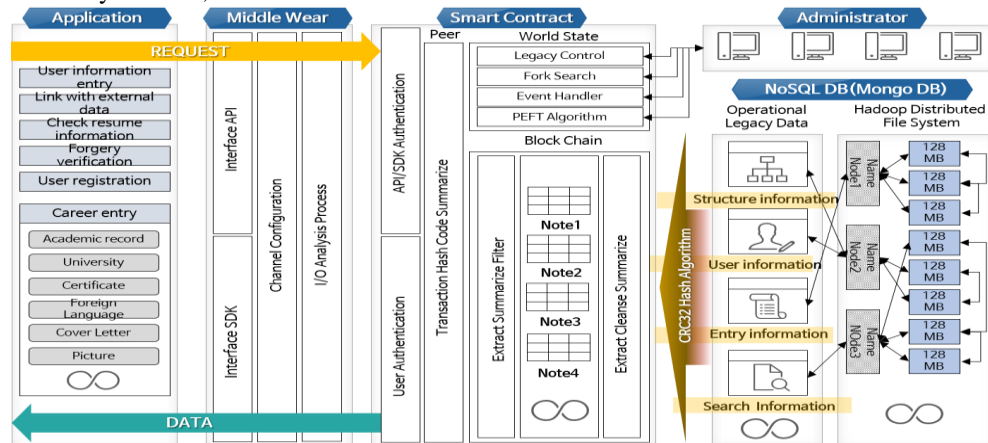 Application
REQUEST
User information
entry
Link with external
data
Check resume
information
Forgery
verification
User registration
Career entry
Academic record
University
Certificate
Foreign
Language
Cover Letter
Picture
DATA
Middle Wear
Interface API
Interface SDK
Channel Configuration
I/O Analysis Process
Smart Contract
API/SDK Authentication
User Authentication
Peer
Transaction Hash Code Summarize
World State
Legacy Control
Fork Search
Event Handler
PEFT Algorithm
Block Chain
Extract Summarize Filter
Note1
Note2
Note3
Note4
Extract Cleanse Summarize
CRC32 Hash Algorithm
Administrator
NoSQL DB(Mongo DB)
Operational
Legacy Data
Structure information
User information
Entry information
Search Information
Hadoop Distributed
File System
Name
Node1
Name
Node2
Name
NOde3
128
MB
128
MB
128
MB
128
MB
128
MB
128
MB
128
MB
128
MB